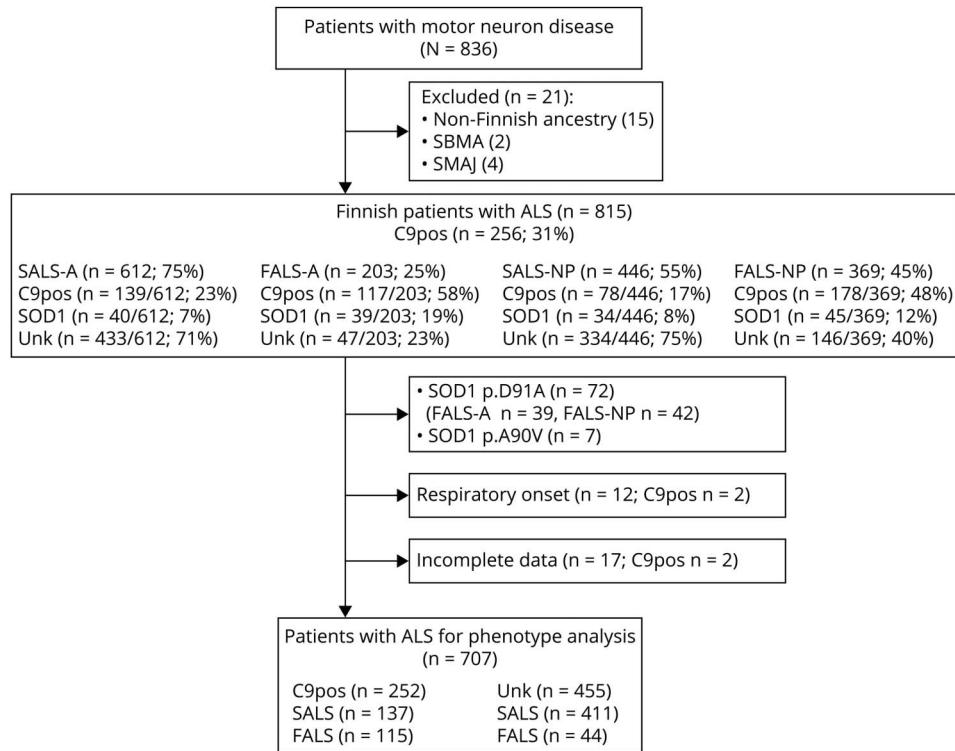 Patients with motor neuron disease
(N = 836)
Excluded (n = 21):
• Non-Finnish ancestry (15)
• SBMA (2)
• SMAJ (4)
Finnish patients with ALS (n = 815)
C9pos (n = 256; 31%)
SALS-A (n = 612; 75%)
C9pos (n = 139/612; 23%)
SOD1 (n = 40/612; 7%)
Unk (n = 433/612; 71%)
FALS-A (n = 203; 25%)
C9pos (n = 117/203; 58%)
SOD1 (n = 39/203; 19%)
Unk (n = 47/203; 23%)
SALS-NP (n = 446; 55%)
C9pos (n = 78/446; 17%)
SOD1 (n = 34/446; 8%)
Unk (n = 334/446; 75%)
FALS-NP (n = 369; 45%)
C9pos (n = 178/369; 48%)
SOD1 (n = 45/369; 12%)
Unk (n = 146/369; 40%)
• SOD1 p.D91A (n = 72)
(FALS-A n = 39, FALS-NP n = 42)
• SOD1 p.A90V (n = 7)
Respiratory onset (n = 12; C9pos n = 2)
Incomplete data (n = 17; C9pos n = 2)
Patients with ALS for phenotype analysis
(n = 707)
C9pos (n = 252)
SALS (n = 137)
FALS (n = 115)
Unk (n = 455)
SALS (n = 411)
FALS (n = 44)